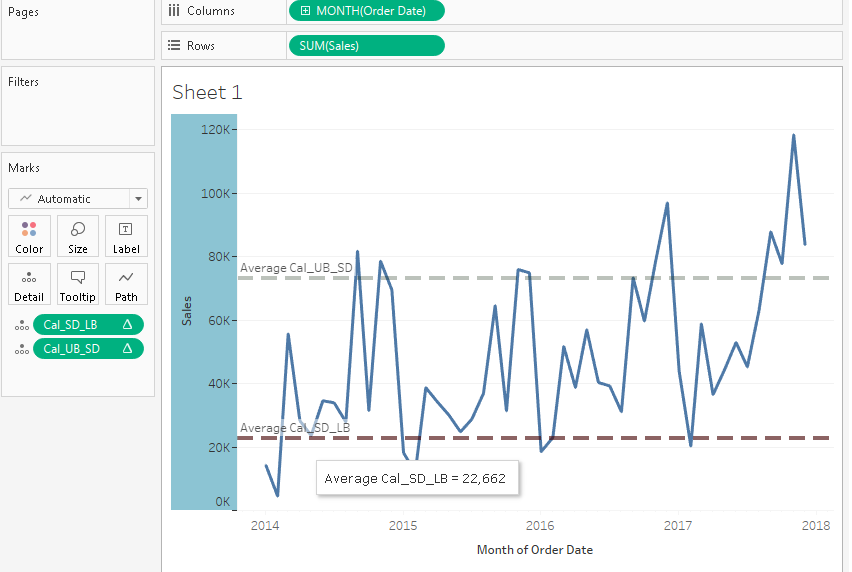 Pages
Columns
MONTH(Order Date)
Rows
SUM(Sales)
Filters
Marks
Automatic
Color
Size
Label
Detail
Tooltip
Path
Cal_SD_LB Δ
Cal_UB_SD Δ
Sheet 1
120K
100K
80K
60K
40K
20K
0K
Sales
Average Cal_UB_SD
Average Cal_SD_LB
Average Cal_SD_LB = 22,662
2014
2015
2016
2017
2018
Month of Order Date